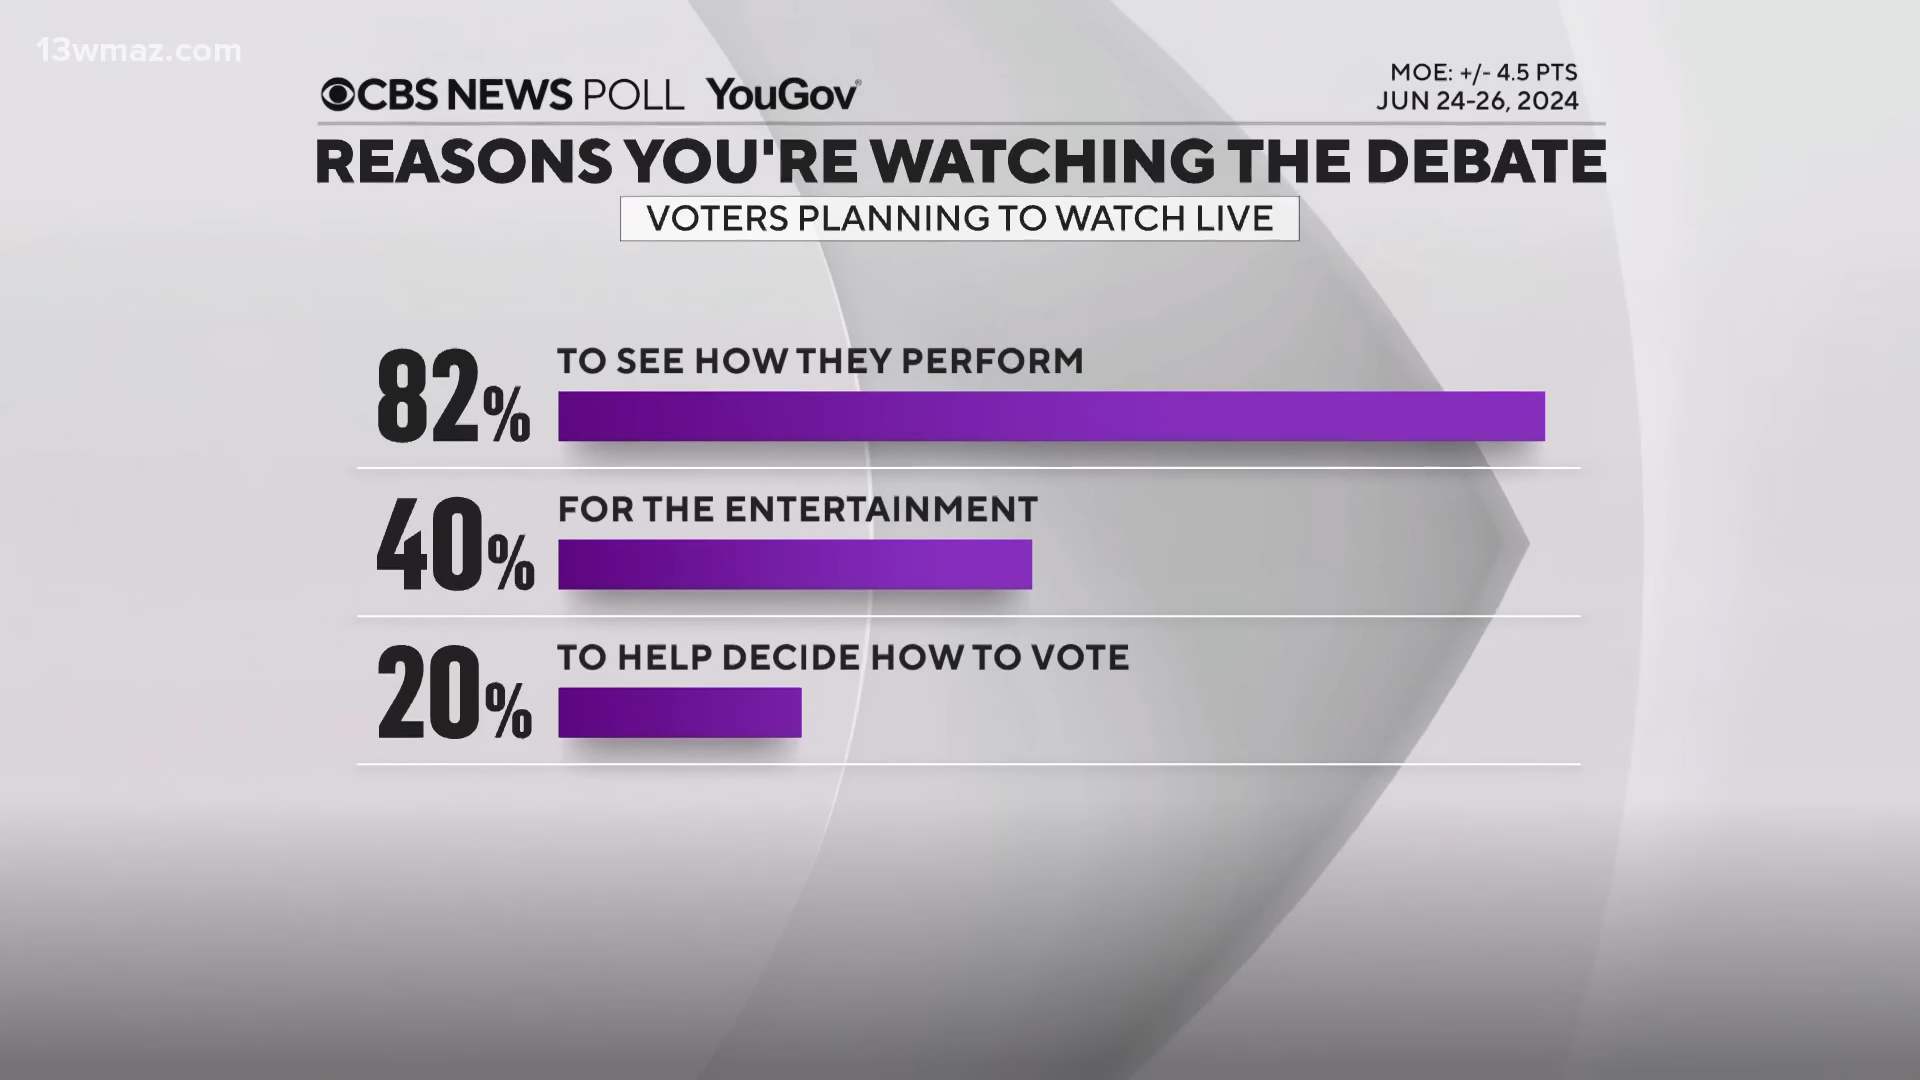 13wmaz.com
CBS NEWS POLL YouGov®
MOE: +/- 4.5 PTS
JUN 24-26, 2024
REASONS YOU'RE WATCHING THE DEBATE
VOTERS PLANNING TO WATCH LIVE
82% TO SEE HOW THEY PERFORM
40% FOR THE ENTERTAINMENT
20% TO HELP DECIDE HOW TO VOTE